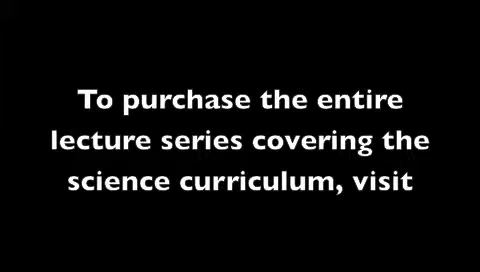 To purchase the entire
lecture series covering the
science curriculum, visit